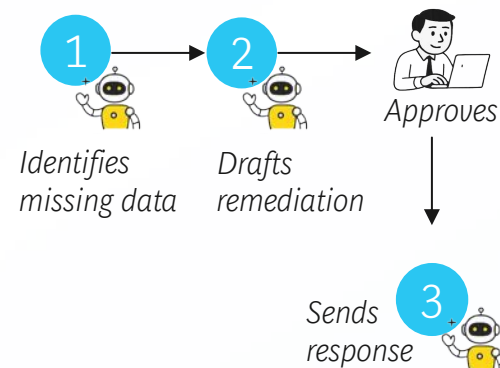 1
2
Approves
Identifies
missing data
Drafts
remediation
3
Sends
response